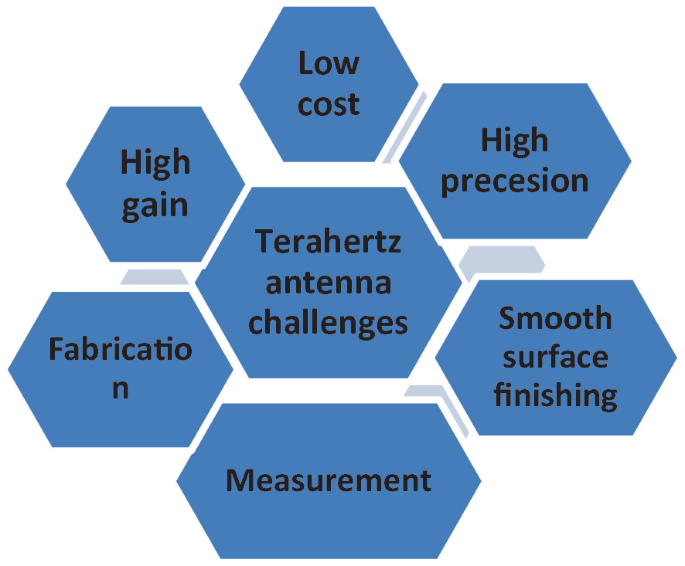 Low
cost
High
precesion
High
gain
Terahertz
antenna
challenges
Smooth
surface
finishing
Fabricatio
n
Measurement